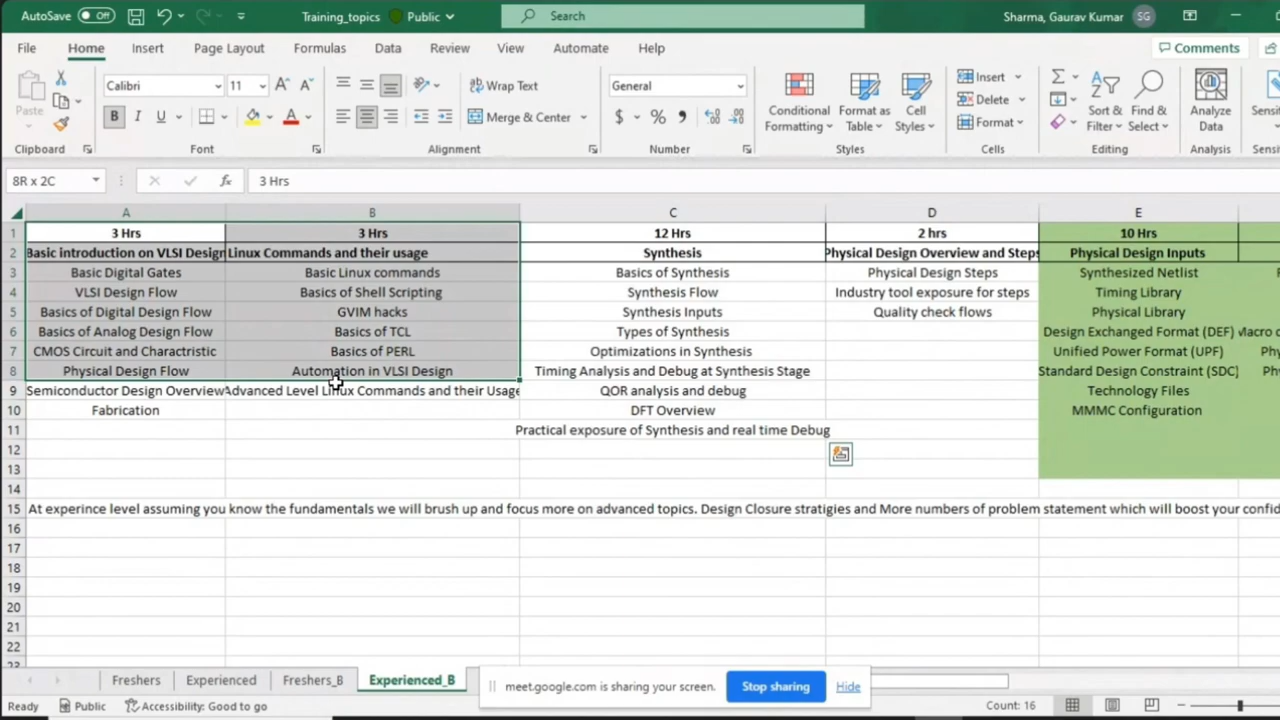 AutoSave Off Training_topics Public Search Sharma, Gaurav Kumar SG
File Home Insert Page Layout Formulas Data Review View Automate Help Comments
Paste Calibri 11 Wrap Text General Conditional Formatting Format as Table Cell Styles Insert Sort & Filter Find & Select Analyze Data
B I U Merge & Center $ % Delete Format
Clipboard Font Alignment Number Styles Cells Editing Analysis
8R x 2C fx 3 Hrs
A B C D E
1 3 Hrs 3 Hrs 12 Hrs 2 hrs 10 Hrs
2 Basic introduction on VLSI Design Linux Commands and their usage Synthesis Physical Design Overview and Steps Physical Design Inputs
3 Basic Digital Gates Basic Linux commands Basics of Synthesis Physical Design Steps Synthesized Netlist
4 VLSI Design Flow Basics of Shell Scripting Synthesis Flow Industry tool exposure for steps Timing Library
5 Basics of Digital Design Flow GVIM hacks Synthesis Inputs Quality check flows Physical Library
6 Basics of Analog Design Flow Basics of TCL Types of Synthesis Design Exchanged Format (DEF)
7 CMOS Circuit and Charactristic Basics of PERL Optimizations in Synthesis Unified Power Format (UPF)
8 Physical Design Flow Automation in VLSI Design Timing Analysis and Debug at Synthesis Stage Standard Design Constraint (SDC)
9 Semiconductor Design Overview Advanced Level Linux Commands and their Usage QOR analysis and debug Technology Files
10 Fabrication DFT Overview MMMC Configuration
11 Practical exposure of Synthesis and real time Debug
12
13
14
15 At experince level assuming you know the fundamentals we will brush up and focus more on advanced topics. Design Closure stratigies and More numbers of problem statement which will boost your
16
17
18
19
20
21
22
Freshers Experienced Freshers_B Experienced_B meet.google.com is sharing your screen. Stop sharing Hide
Ready Public Accessibility: Good to go Count: 16